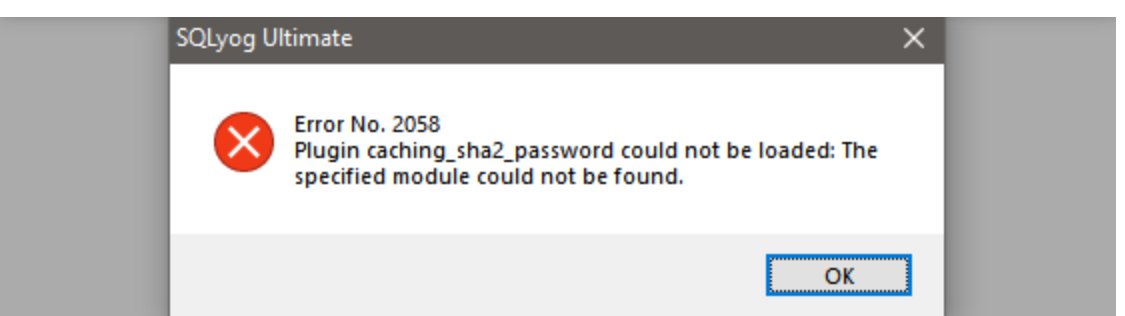 SQLyog Ultimate
Error No. 2058
Plugin caching_sha2_password could not be loaded: The
specified module could not be found.
OK